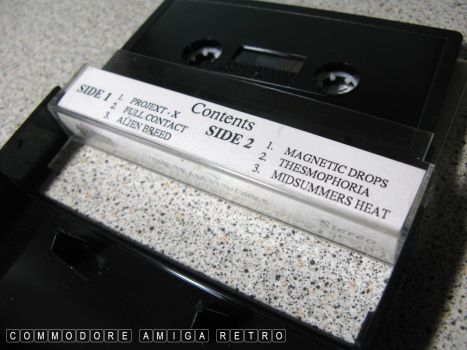 Contents
SIDE 1
1. PROJEKT - X
2. FULL CONTACT
3. ALIEN BREED
SIDE 2
1. MAGNETIC DROPS
2. THESMOPHORIA
3. MIDSUMMERS HEAT
Stereo
COMMODORE AMIGA RETRO